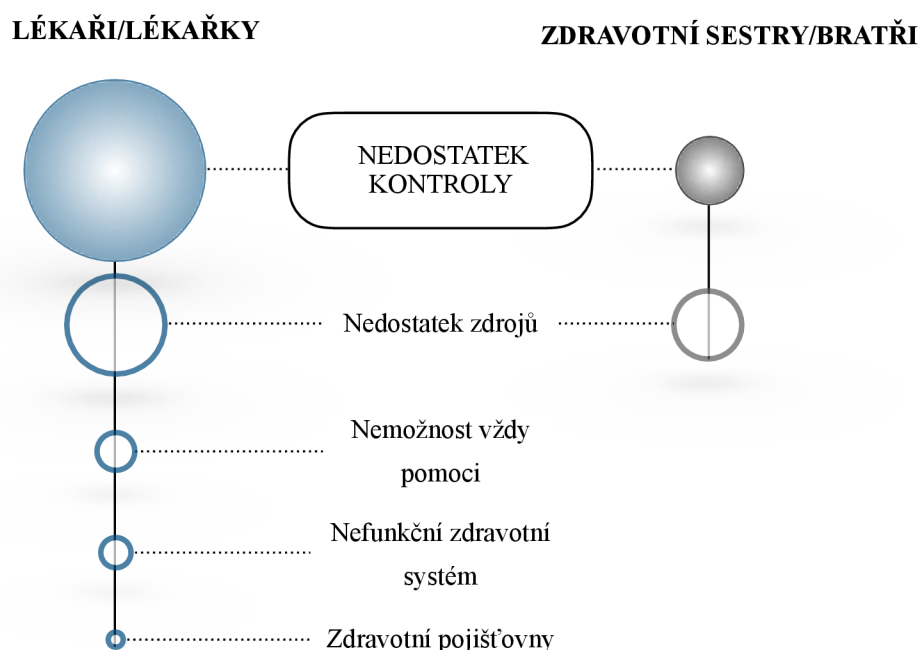 LÉKAŘI/LÉKAŘKY
ZDRAVOTNÍ SESTRY/BRATŘI
NEDOSTATEK
KONTROLY
Nedostatek zdrojů
Nemožnost vždy
pomoci
Nefunkční zdravotní
systém
Zdravotní pojišťovny